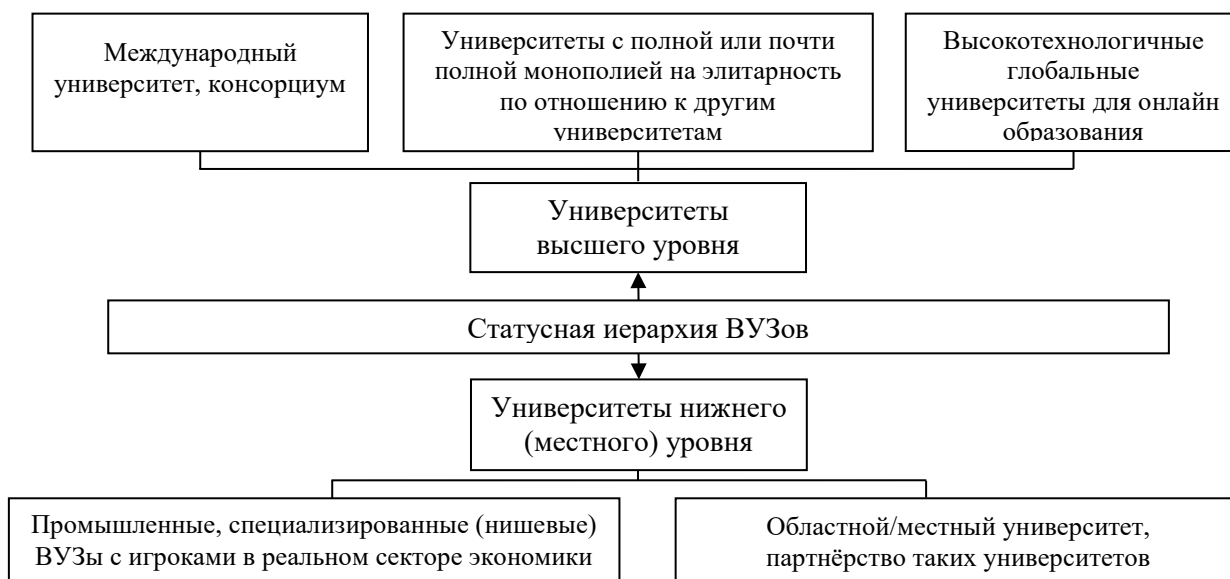 Международный
университет, консорциум
Университеты с полной или почти
полной монополией на элитарность
по отношению к другим
университетам
Высокотехнологичные
глобальные
университеты для онлайн
образования
Университеты
высшего уровня
Статусная иерархия ВУЗов
Университеты нижнего
(местного) уровня
Промышленные, специализированные (нишевые)
ВУЗы с игроками в реальном секторе экономики
Областной/местный университет,
партнёрство таких университетов